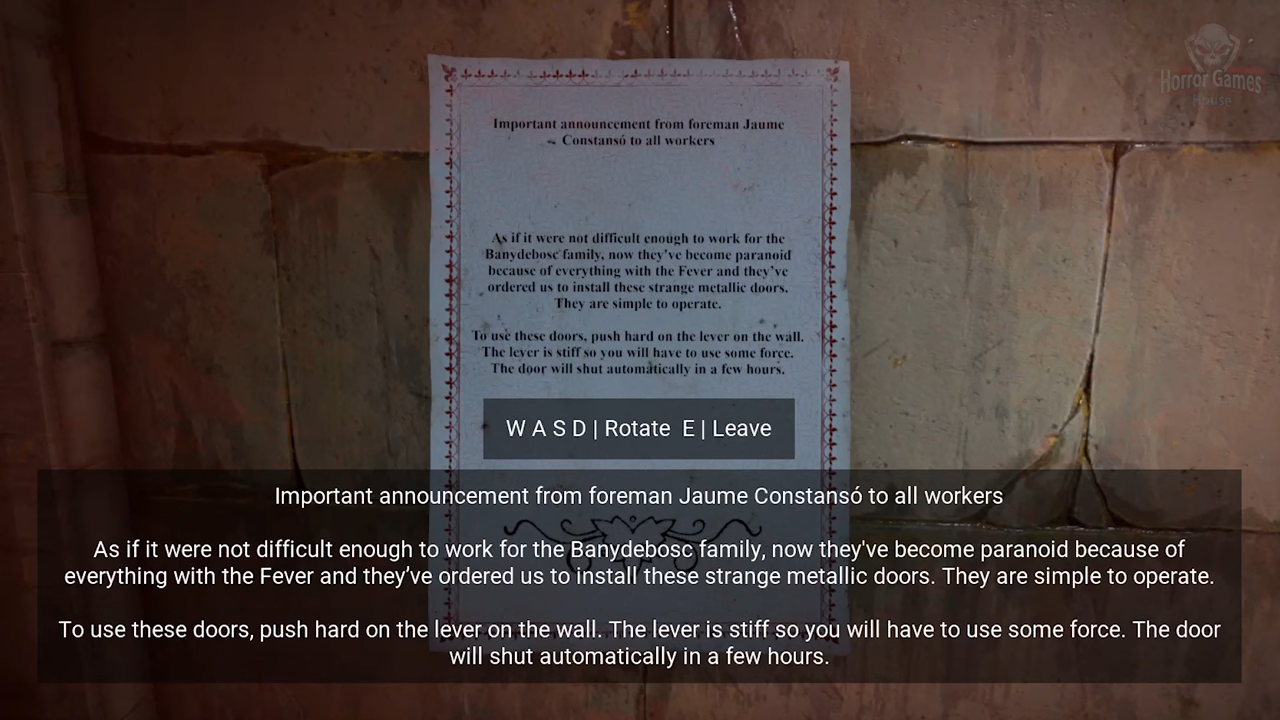 Horror Games
House
Important announcement from foreman Jaume
Constansó to all workers
As if it were not difficult enough to work for the
Banydebosc family, now they've become paranoid
because of everything with the Fever and they've
ordered us to install these strange metallic doors.
They are simple to operate.
To use these doors, push hard on the lever on the wall.
The lever is stiff so you will have to use some force.
The door will shut automatically in a few hours.
W A S D | Rotate E | Leave
Important announcement from foreman Jaume Constansó to all workers
As if it were not difficult enough to work for the Banydebosc family, now they've become paranoid because of
everything with the Fever and they’ve ordered us to install these strange metallic doors. They are simple to operate.
To use these doors, push hard on the lever on the wall. The lever is stiff so you will have to use some force. The door
will shut automatically in a few hours.